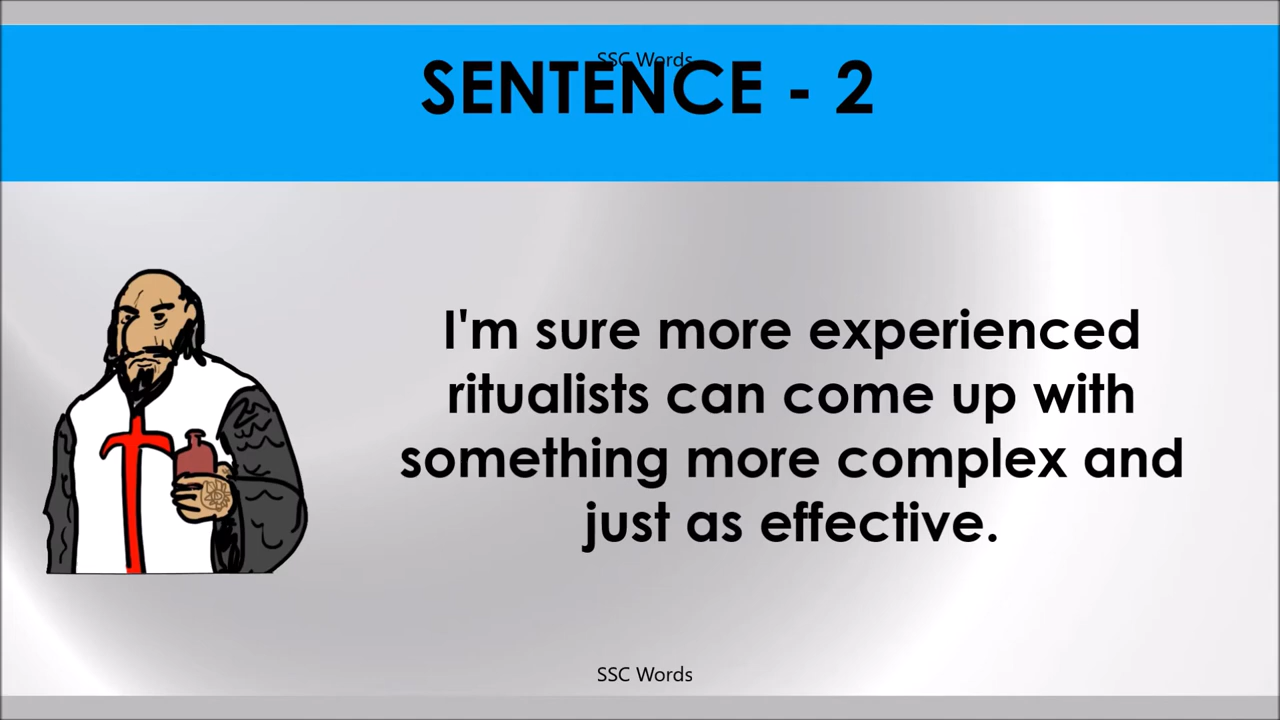 SSC Words
SENTENCE - 2
I'm sure more experienced
ritualists can come up with
something more complex and
just as effective.
SSC Words